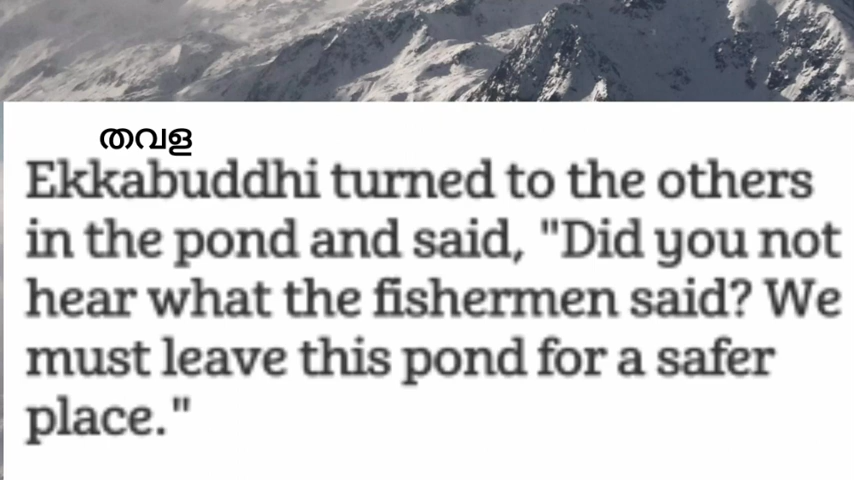 തവള
Ekkabuddhi turned to the others
in the pond and said, "Did you not
hear what the fishermen said? We
must leave this pond for a safer
place."